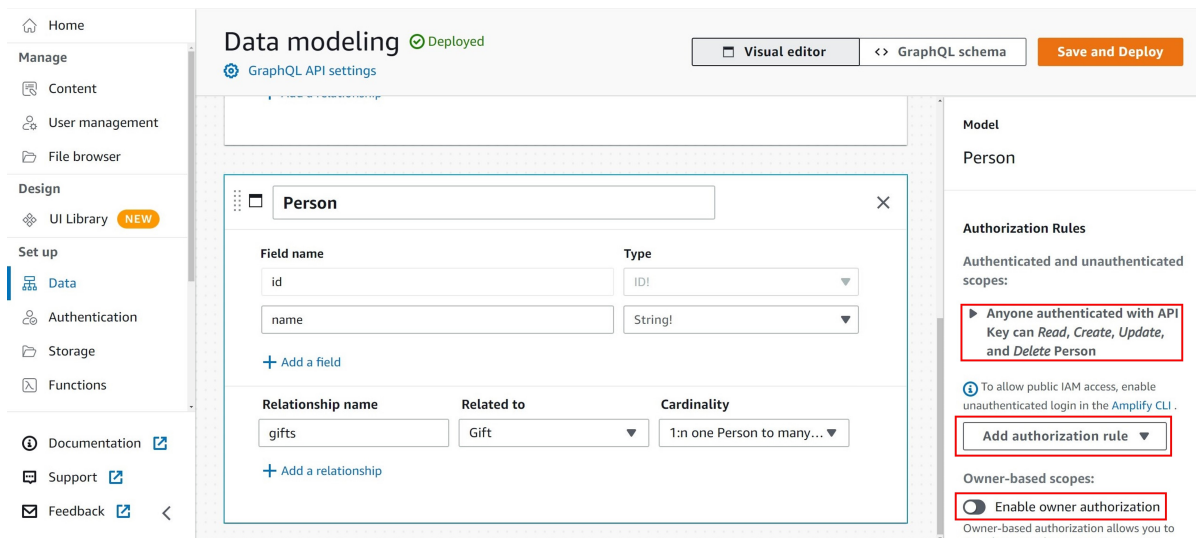 Home
Manage
Content
User management
File browser
Design
UI Library NEW
Set up
Data
Authentication
Storage
Functions
Documentation
Support
Feedback
Data modeling Deployed
GraphQL API settings
Visual editor
GraphQL schema
Save and Deploy
Add a relationship
Person
Field name Type
id ID!
name String!
Add a field
Relationship name Related to Cardinality
gifts Gift 1:n one Person to many...
Add a relationship
Model
Person
Authorization Rules
Authenticated and unauthenticated
scopes:
Anyone authenticated with API
Key can Read, Create, Update,
and Delete Person
To allow public IAM access, enable
unauthenticated login in the Amplify CLI .
Add authorization rule
Owner-based scopes:
Enable owner authorization
Owner-based authorization allows you to